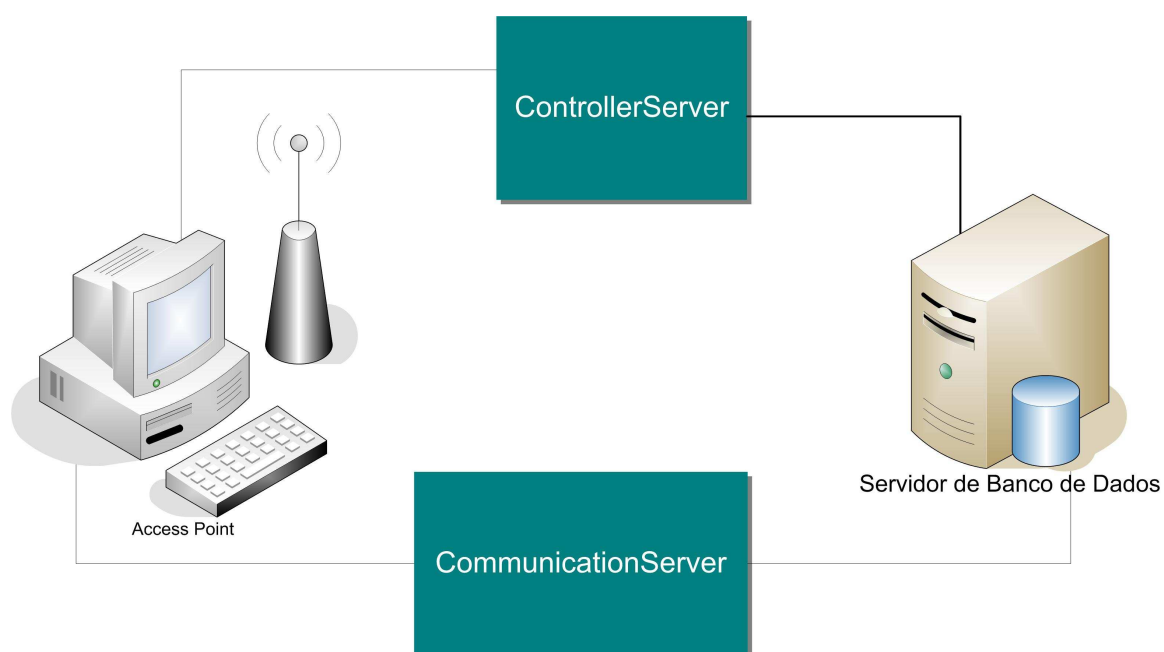 ControllerServer
Servidor de Banco de Dados
Access Point
CommunicationServer